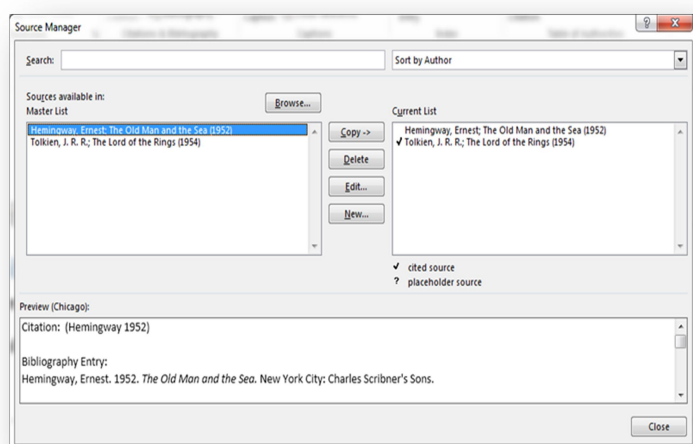 Source Manager
Search:
Sort by Author
Sources available in:
Master List
Browse...
Current List
Hemingway, Ernest; The Old Man and the Sea (1952)
Tolkien, J. R. R.; The Lord of the Rings (1954)
Copy ->
Delete
Edit...
New...
Hemingway, Ernest; The Old Man and the Sea (1952)
✓ Tolkien, J. R. R.; The Lord of the Rings (1954)
✓ cited source
? placeholder source
Preview (Chicago):
Citation: (Hemingway 1952)
Bibliography Entry:
Hemingway, Ernest. 1952. The Old Man and the Sea. New York City: Charles Scribner's Sons.
Close